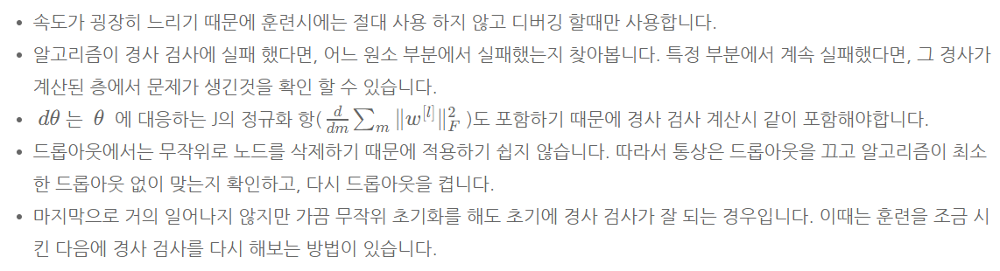 • 속도가 굉장히 느리기 때문에 훈련시에는 절대 사용 하지 않고 디버깅 할때만 사용합니다.
• 알고리즘이 경사 검사에 실패 했다면, 어느 원소 부분에서 실패했는지 찾아봅니다. 특정 부분에서 계속 실패했다면, 그 경사가
계산된 층에서 문제가 생긴것을 확인 할 수 있습니다.
• dθ 는 θ 에 대응하는 J의 정규화 항( \frac{d}{dm} \sum_m \|w^{[l]}\|_F^2 )도 포함하기 때문에 경사 검사 계산시 같이 포함해야합니다.
• 드롭아웃에서는 무작위로 노드를 삭제하기 때문에 적용하기 쉽지 않습니다. 따라서 통상은 드롭아웃을 끄고 알고리즘이 최소
한 드롭아웃 없이 맞는지 확인하고, 다시 드롭아웃을 켭니다.
• 마지막으로 거의 일어나지 않지만 가끔 무작위 초기화를 해도 초기에 경사 검사가 잘 되는 경우입니다. 이때는 훈련을 조금 시
킨 다음에 경사 검사를 다시 해보는 방법이 있습니다.